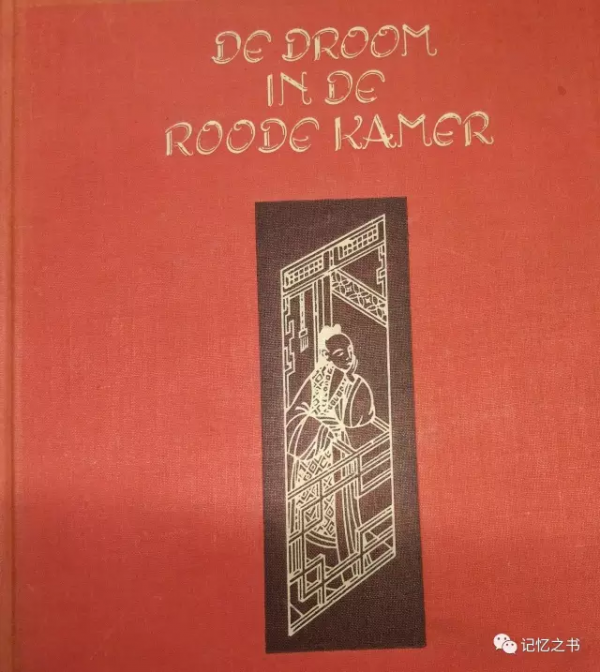 DE DROOM
IN DE
ROODE KAMER
记忆之书